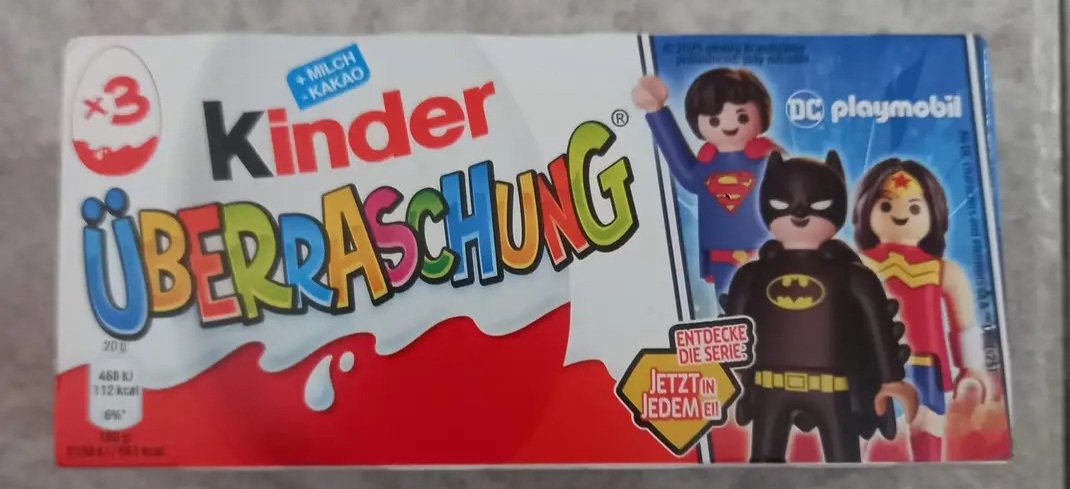 x3
+ MILCH
- KAKAO
kinder
ÜBERRASCHUNG®
DC playmobil
ENTDECKE
DIE SERIE:
JETZT IN
JEDEM EI!
20 g:
468 kJ
112 kcal
6%*
100 g: